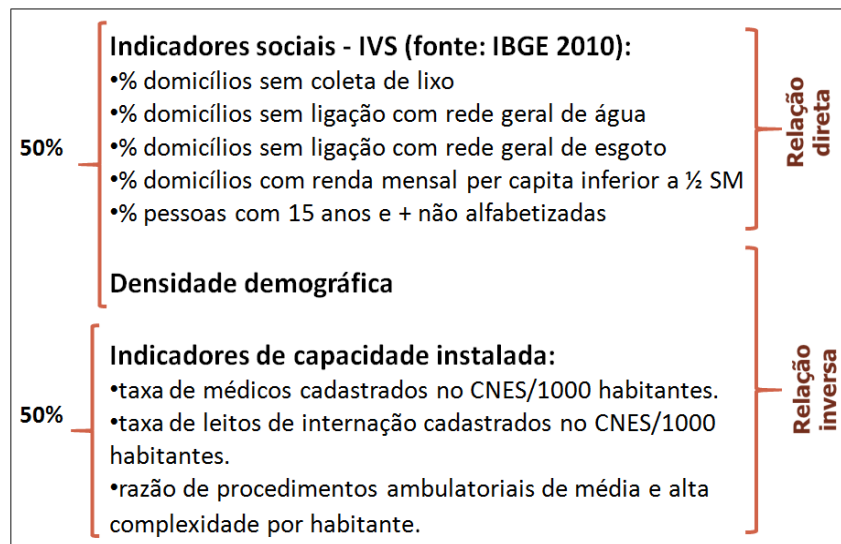 Indicadores sociais - IVS (fonte: IBGE 2010):
•% domicílios sem coleta de lixo
•% domicílios sem ligação com rede geral de água
50%
•% domicílios sem ligação com rede geral de esgoto
•% domicílios com renda mensal per capita inferior a ½ SM
•% pessoas com 15 anos e + não alfabetizadas
Relação
direta
Densidade demográfica
Indicadores de capacidade instalada:
•taxa de médicos cadastrados no CNES/1000 habitantes.
50%
•taxa de leitos de internação cadastrados no CNES/1000
habitantes.
•razão de procedimentos ambulatoriais de média e alta
complexidade por habitante.
Relação
inversa